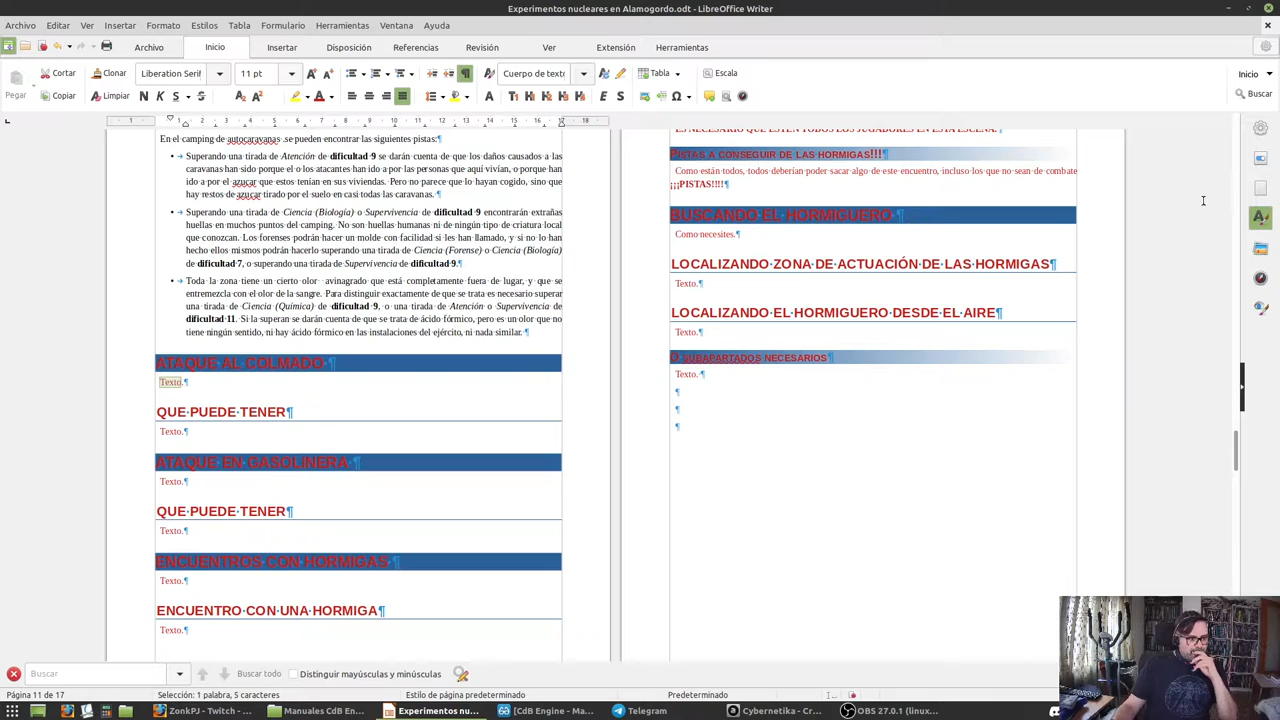 Experimentos nucleares en Alamogordo.odt - LibreOffice Writer
Archivo Editar Ver Insertar Formato Estilos Tabla Formulario Herramientas Ventana Ayuda
Archivo Inicio Insertar Disposición Referencias Revisión Ver Extensión Herramientas
Pegar
Cortar Clonar
Copiar Limpiar
Liberation Serif 11 pt Cuerpo de texto
Tabla Escala
Inicio
Buscar
En el camping de autocaravanas .se pueden encontrar las siguientes pistas:¶
• Superando una tirada de Atención de dificultad 9 se darán cuenta de que los daños causados a las
caravanas han sido porque el o los atacantes han ido a por las personas que aquí vivían, o porque han
ido a por el azucar que estos tenían en sus viviendas. Pero no parece que lo hayan cogido, sino que
hay restos de azucar tirado por el suelo en casi todas las caravanas. ¶
• Superando una tirada de Ciencia (Biología) o Supervivencia de dificultad 9 encontrarán extrañas
huellas en muchos puntos del camping. No son huellas humanas ni de ningún tipo de criatura local
que conozcan. Los forenses podrán hacer un molde con facilidad si les han llamado, y si no lo han
hecho ellos mismos podrán hacerlo superando una tirada de Ciencia (Forense) o Ciencia (Biología)
de dificultad 7, o superando una tirada de Supervivencia de dificultad 9.¶
• Toda la zona tiene un cierto olor avinagrado que está completamente fuera de lugar, y que se
entremezcla con el olor de la sangre. Para distinguir exactamente de que se trata es necesario superar
una tirada de Ciencia (Química) de dificultad 9, o una tirada de Atención o Supervivencia de
dificultad 11. Si la superan se darán cuenta de que se trata de ácido fórmico, pero es un olor que no
tiene ningún sentido, ni hay ácido fórmico en las instalaciones del ejército, ni nada similar. ¶
ATAQUE AL COLMADO ¶
Texto.¶
QUE PUEDE TENER¶
Texto.¶
ATAQUE EN GASOLINERA ¶
Texto.¶
QUE PUEDE TENER¶
Texto.¶
ENCUENTROS CON HORMIGAS ¶
Texto.¶
ENCUENTRO CON UNA HORMIGA¶
Texto.¶
ES NECESARIO QUE ESTÉN TODOS LOS JUGADORES EN ESTA ESCENA.¶
PISTAS A CONSEGUIR DE LAS HORMIGAS!!!¶
Como están todos, todos deberían poder sacar algo de este encuentro, incluso los que no sean de combate
¡¡¡PISTAS!!!!¶
BUSCANDO EL HORMIGUERO ¶
Como necesites.¶
LOCALIZANDO ZONA DE ACTUACIÓN DE LAS HORMIGAS¶
Texto.¶
LOCALIZANDO EL HORMIGUERO DESDE EL AIRE¶
Texto.¶
O SUBAPARTADOS NECESARIOS¶
Texto. ¶
¶
¶
¶
Buscar Buscar todo Distinguir mayúsculas y minúsculas
Página 11 de 17 Selección: 1 palabra, 5 caracteres Estilo de página predeterminado Predeterminado
ZonkPJ - Twitch - ... Manuales CdB En... Experimentos nu... [CdB Engine - M... Telegram Cybernetika - Cr... OBS 27.0.1 (linux...